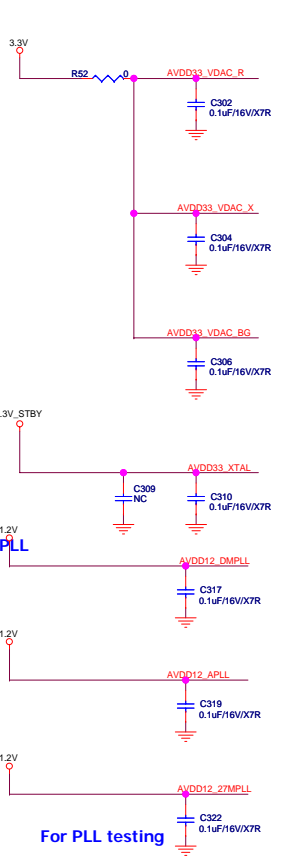 3.3V
R52 0 AVDD33_VDAC_R
C302
0.1uF/16V/X7R
AVDD33_VDAC_X
C304
0.1uF/16V/X7R
AVDD33_VDAC_BG
C306
0.1uF/16V/X7R
.3V_STBY
AVDD33_XTAL
C309
NC
C310
0.1uF/16V/X7R
1.2V
PLL
AVDD12_DMPLL
C317
0.1uF/16V/X7R
1.2V
AVDD12_APLL
C319
0.1uF/16V/X7R
1.2V
AVDD12_27MPLL
C322
0.1uF/16V/X7R
For PLL testing